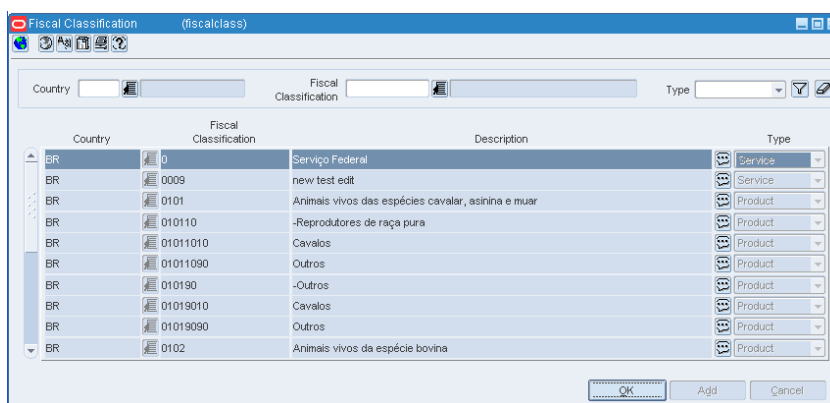 Fiscal Classification (fiscalclass)
Country Fiscal Classification Type
Country Fiscal Classification Description Type
BR 0 Serviço Federal Service
BR 0009 new test edit Service
BR 0101 Animais vivos das espécies cavalar, asinina e muar Product
BR 010110 -Reprodutores de raça pura Product
BR 01011010 Cavalos Product
BR 01011090 Outros Product
BR 010190 -Outros Product
BR 01019010 Cavalos Product
BR 01019090 Outros Product
BR 0102 Animais vivos da espécie bovina Product
OK Add Cancel